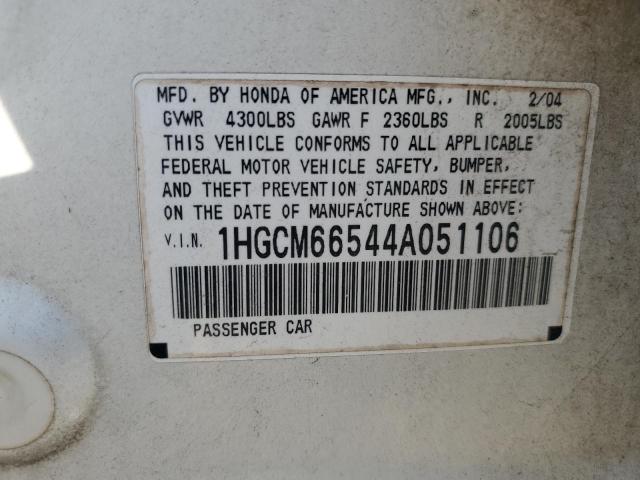 MFD. BY HONDA OF AMERICA MFG., INC. 2/04
GVWR 4300LBS GAWR F 2360LBS R 2005LBS
THIS VEHICLE CONFORMS TO ALL APPLICABLE
FEDERAL MOTOR VEHICLE SAFETY, BUMPER,
AND THEFT PREVENTION STANDARDS IN EFFECT
ON THE DATE OF MANUFACTURE SHOWN ABOVE:
V.I.N. 1HGCM66544A051106
PASSENGER CAR